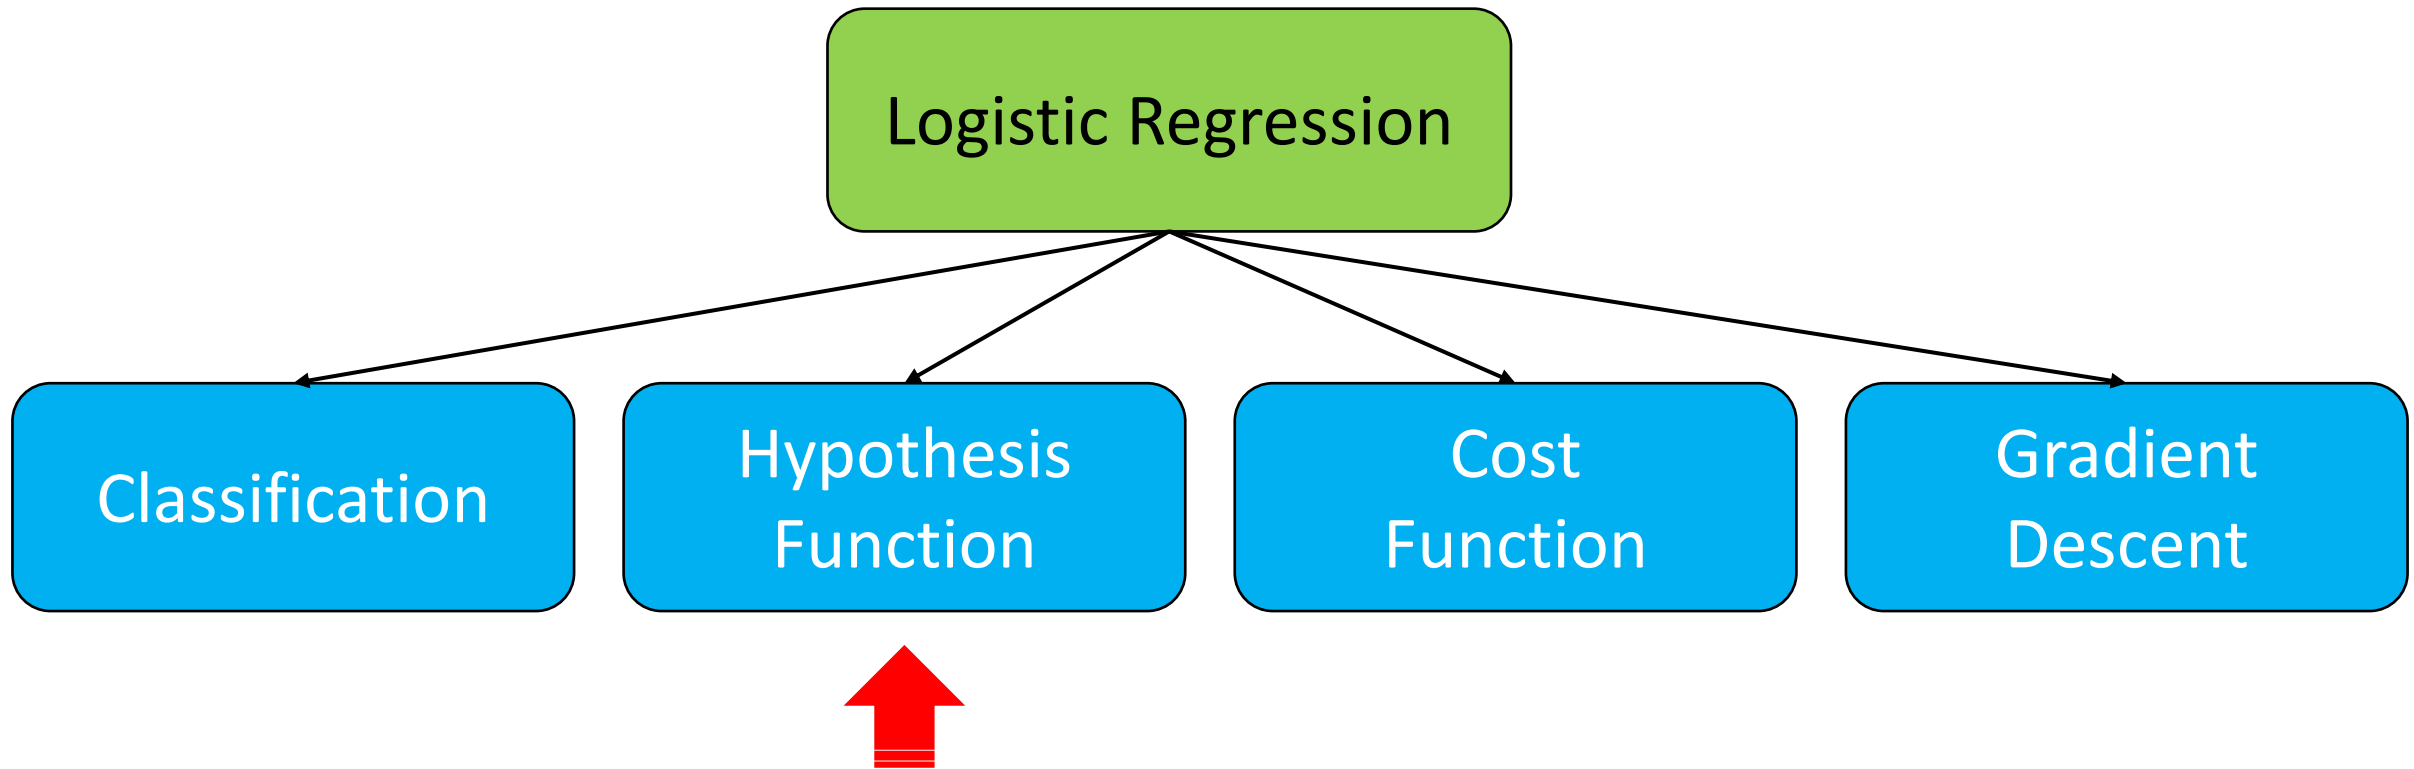 Logistic Regression
Classification
Hypothesis
Function
Cost
Function
Gradient
Descent